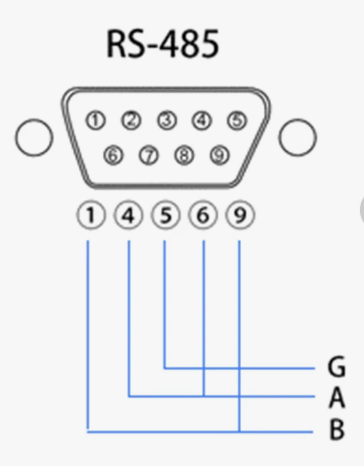 RS-485
① ② ③ ④ ⑤
⑥ ⑦ ⑧ ⑨
① ④ ⑤ ⑥ ⑨
G
A
B